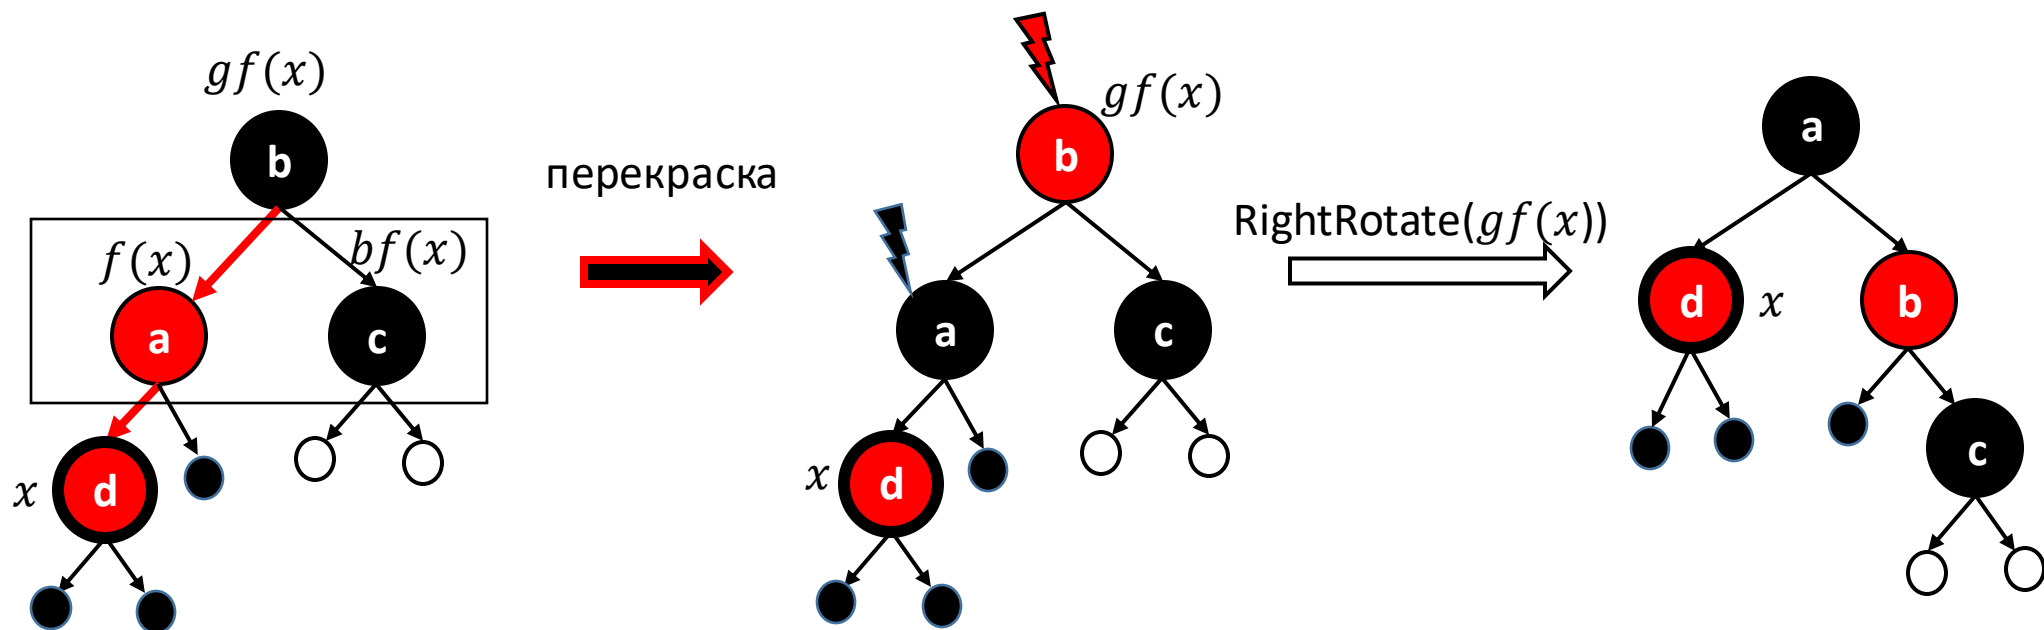 gf(x)
b
f(x)
bf(x)
a
c
x
d
перекраска
gf(x)
b
a
c
x
d
RightRotate(gf(x))
a
d
x
b
c